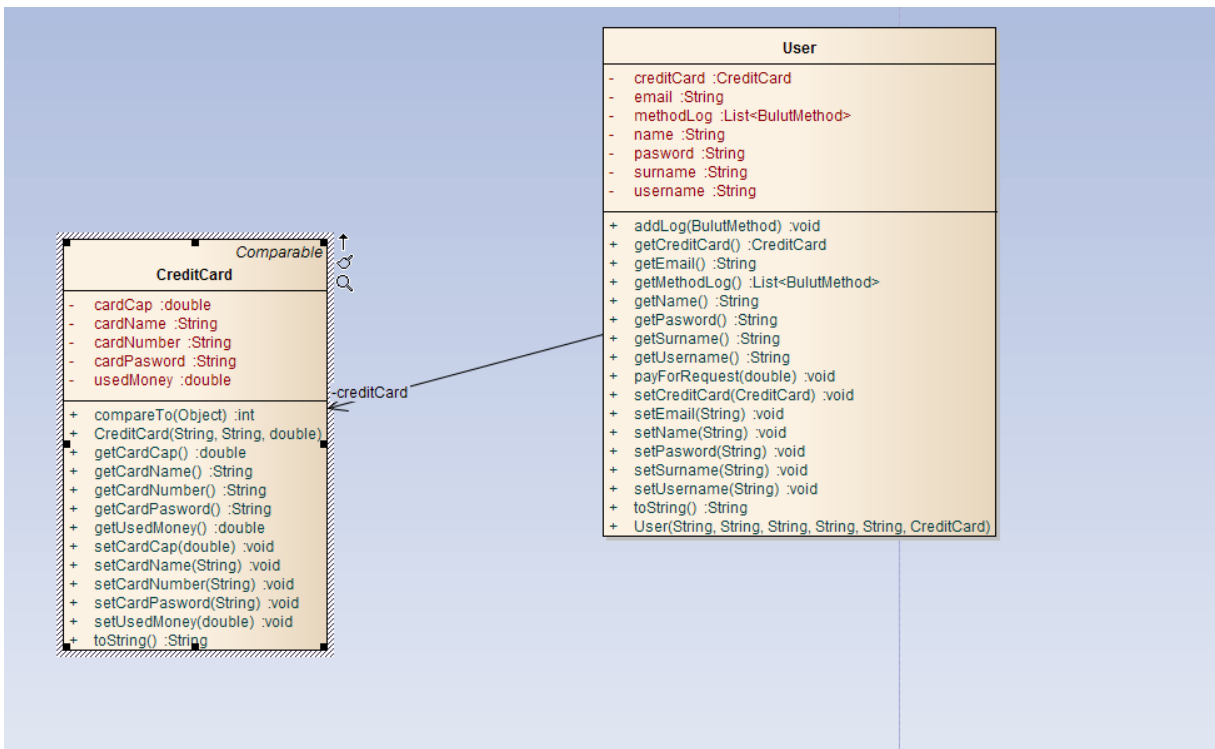 User
- creditCard :CreditCard
- email :String
- methodLog :List<BulutMethod>
- name :String
- pasword :String
- surname :String
- username :String
+ addLog(BulutMethod) :void
+ getCreditCard() :CreditCard
+ getEmail() :String
+ getMethodLog() :List<BulutMethod>
+ getName() :String
+ getPasword() :String
+ getSurname() :String
+ getUsername() :String
+ payForRequest(double) :void
+ setCreditCard(CreditCard) :void
+ setEmail(String) :void
+ setName(String) :void
+ setPasword(String) :void
+ setSurname(String) :void
+ setUsername(String) :void
+ toString() :String
+ User(String, String, String, String, String, CreditCard)
-creditCard
Comparable
CreditCard
- cardCap :double
- cardName :String
- cardNumber :String
- cardPasword :String
- usedMoney :double
+ compareTo(Object) :int
+ CreditCard(String, String, double)
+ getCardCap() :double
+ getCardName() :String
+ getCardNumber() :String
+ getCardPasword() :String
+ getUsedMoney() :double
+ setCardCap(double) :void
+ setCardName(String) :void
+ setCardNumber(String) :void
+ setCardPasword(String) :void
+ setUsedMoney(double) :void
+ toString() :String